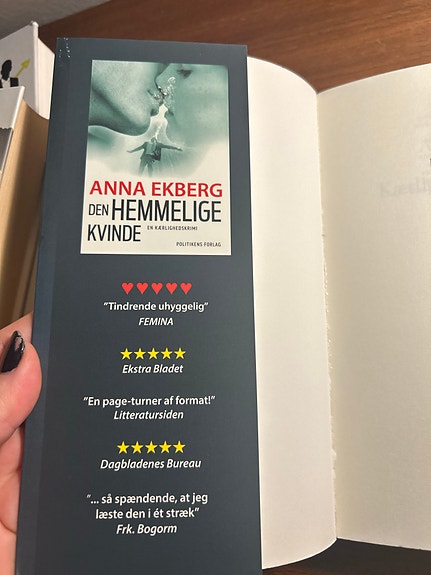 ANNA EKBERG
DEN HEMMELIGE
KVINDE EN KÆRLIGHEDSKRIMI
POLITIKENS FORLAG
"Tindrende uhyggelig"
FEMINA
Ekstra Bladet
"En page-turner af format!"
Litteratursiden
Dagbladenes Bureau
"... så spændende, at jeg
læste den i ét stræk"
Frk. Bogorm